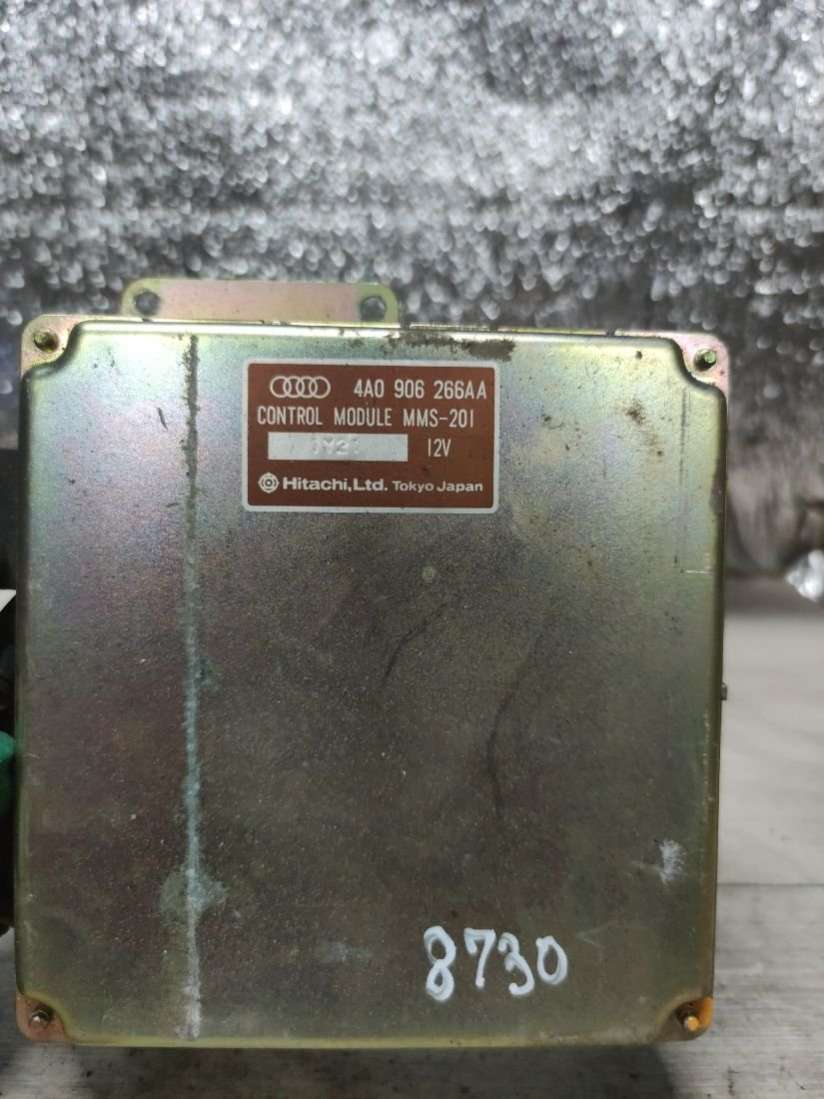 4A0 906 266AA
CONTROL MODULE MMS-201
12V
Hitachi, Ltd. Tokyo Japan
8730